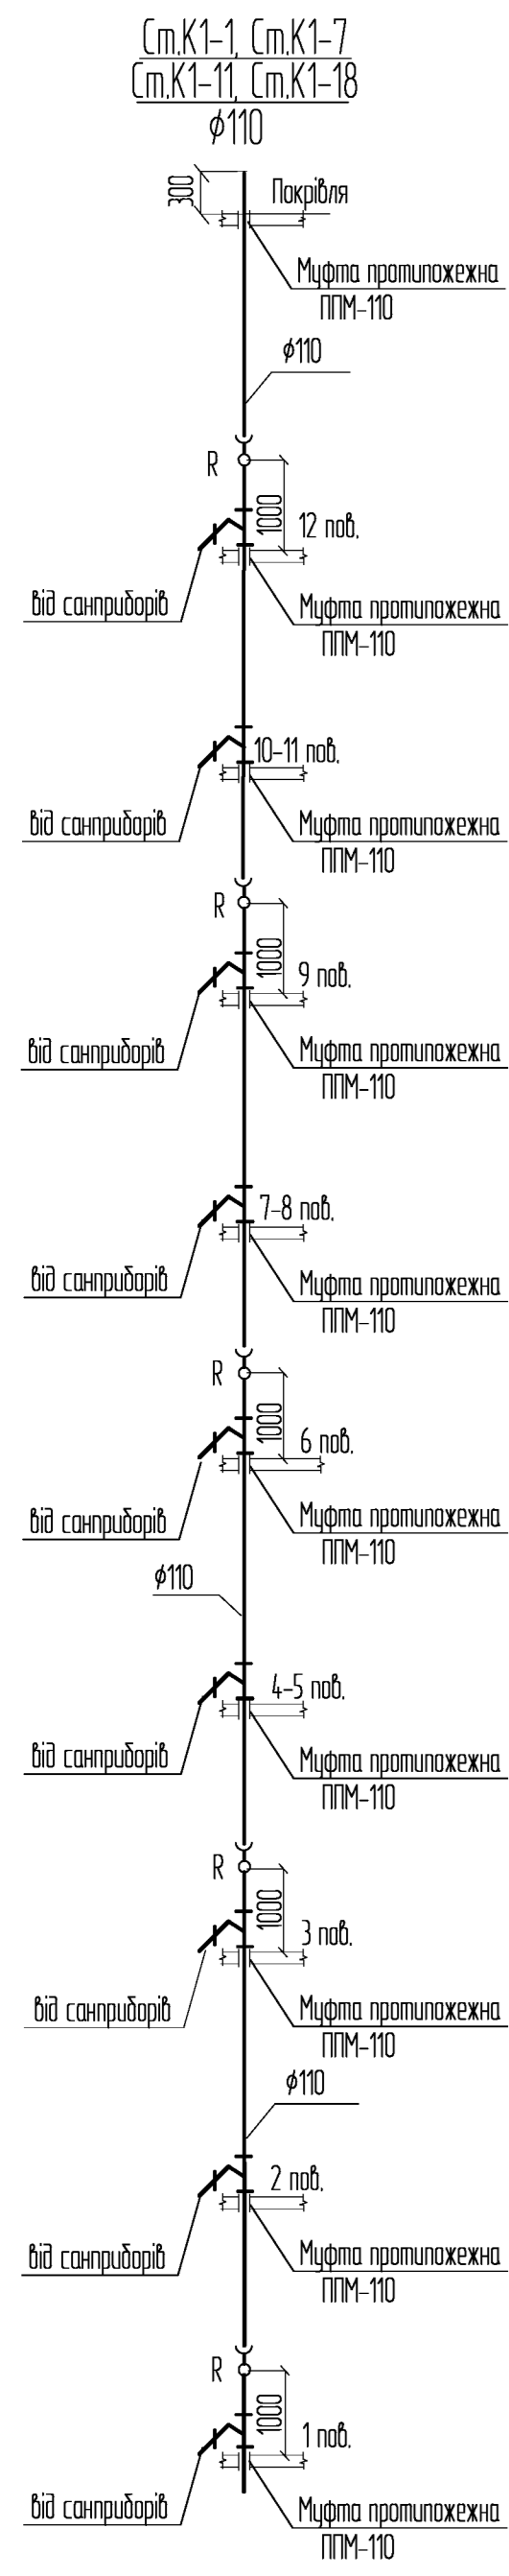 Ст.К1-1, Ст.К1-7
Ст.К1-11, Ст.К1-18
ϕ110
300
Покрівля
Муфта протипожежна
ППМ-110
ϕ110
R
1000
12 пов.
від санприборів
Муфта протипожежна
ППМ-110
10-11 пов.
від санприборів
Муфта протипожежна
ППМ-110
R
1000
9 пов.
від санприборів
Муфта протипожежна
ППМ-110
7-8 пов.
від санприборів
Муфта протипожежна
ППМ-110
R
1000
6 пов.
від санприборів
Муфта протипожежна
ППМ-110
ϕ110
4-5 пов.
від санприборів
Муфта протипожежна
ППМ-110
R
1000
3 пов.
від санприборів
Муфта протипожежна
ППМ-110
ϕ110
2 пов.
від санприборів
Муфта протипожежна
ППМ-110
R
1000
1 пов.
від санприборів
Муфта протипожежна
ППМ-110